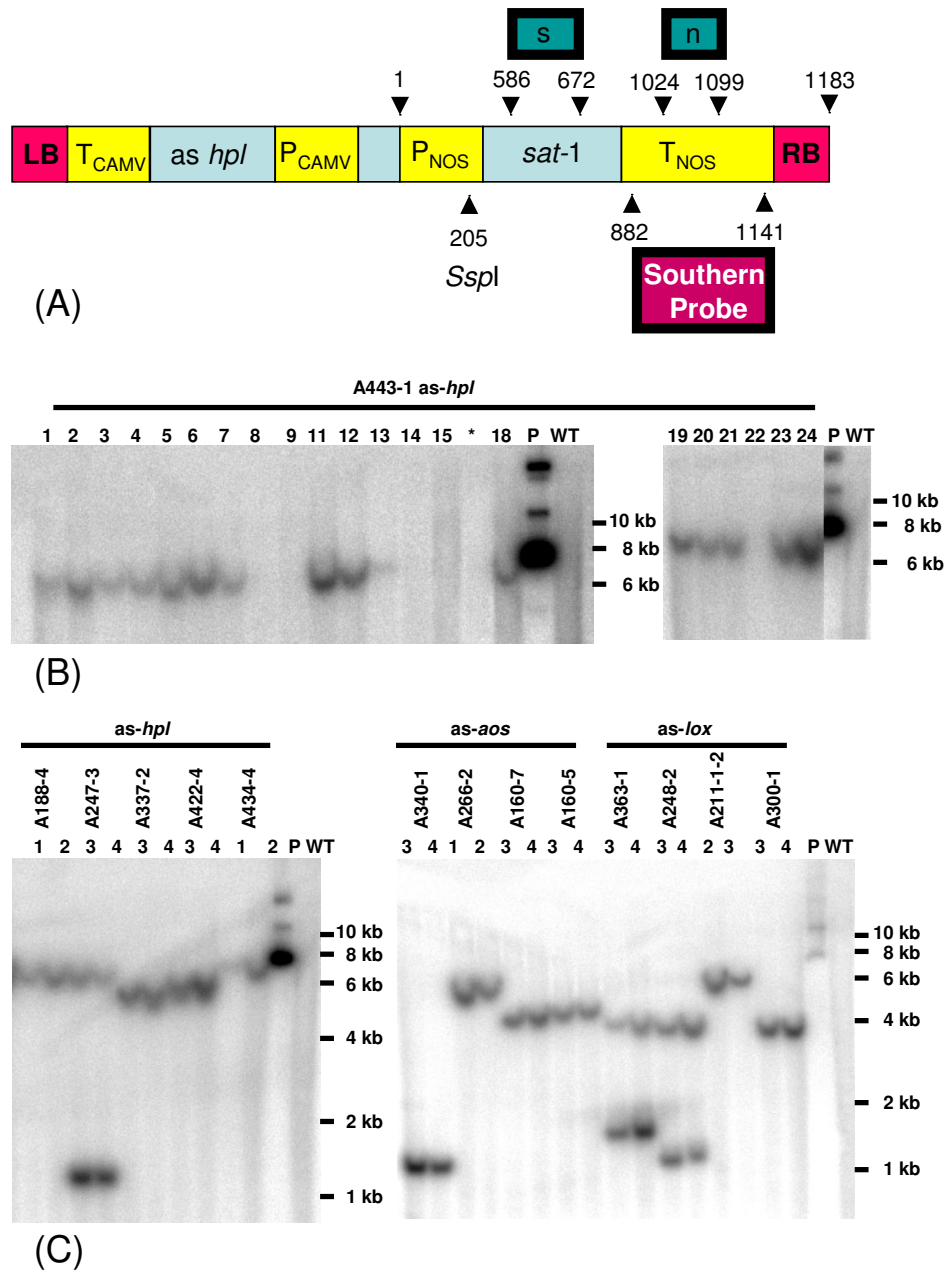 s n
1 586 672 1024 1099 1183
LB TCAMV as hpl PCAMV PNOS sat-1 TNOS RB
205 882 1141
SspI
Southern
Probe
(A)
A443-1 as-hpl
1 2 3 4 5 6 7 8 9 11 12 13 14 15 * 18 P WT
19 20 21 22 23 24 P WT
10 kb
8 kb
6 kb
10 kb
8 kb
6 kb
(B)
as-hpl
A188-4 A247-3 A337-2 A422-4 A434-4
1 2 3 4 3 4 3 4 1 2 P WT
10 kb
8 kb
6 kb
4 kb
2 kb
1 kb
as-aos as-lox
A340-1 A266-2 A160-7 A160-5 A363-1 A248-2 A211-1-2 A300-1
3 4 1 2 3 4 3 4 3 4 3 4 2 3 3 4 P WT
10 kb
8 kb
6 kb
4 kb
2 kb
1 kb
(C)